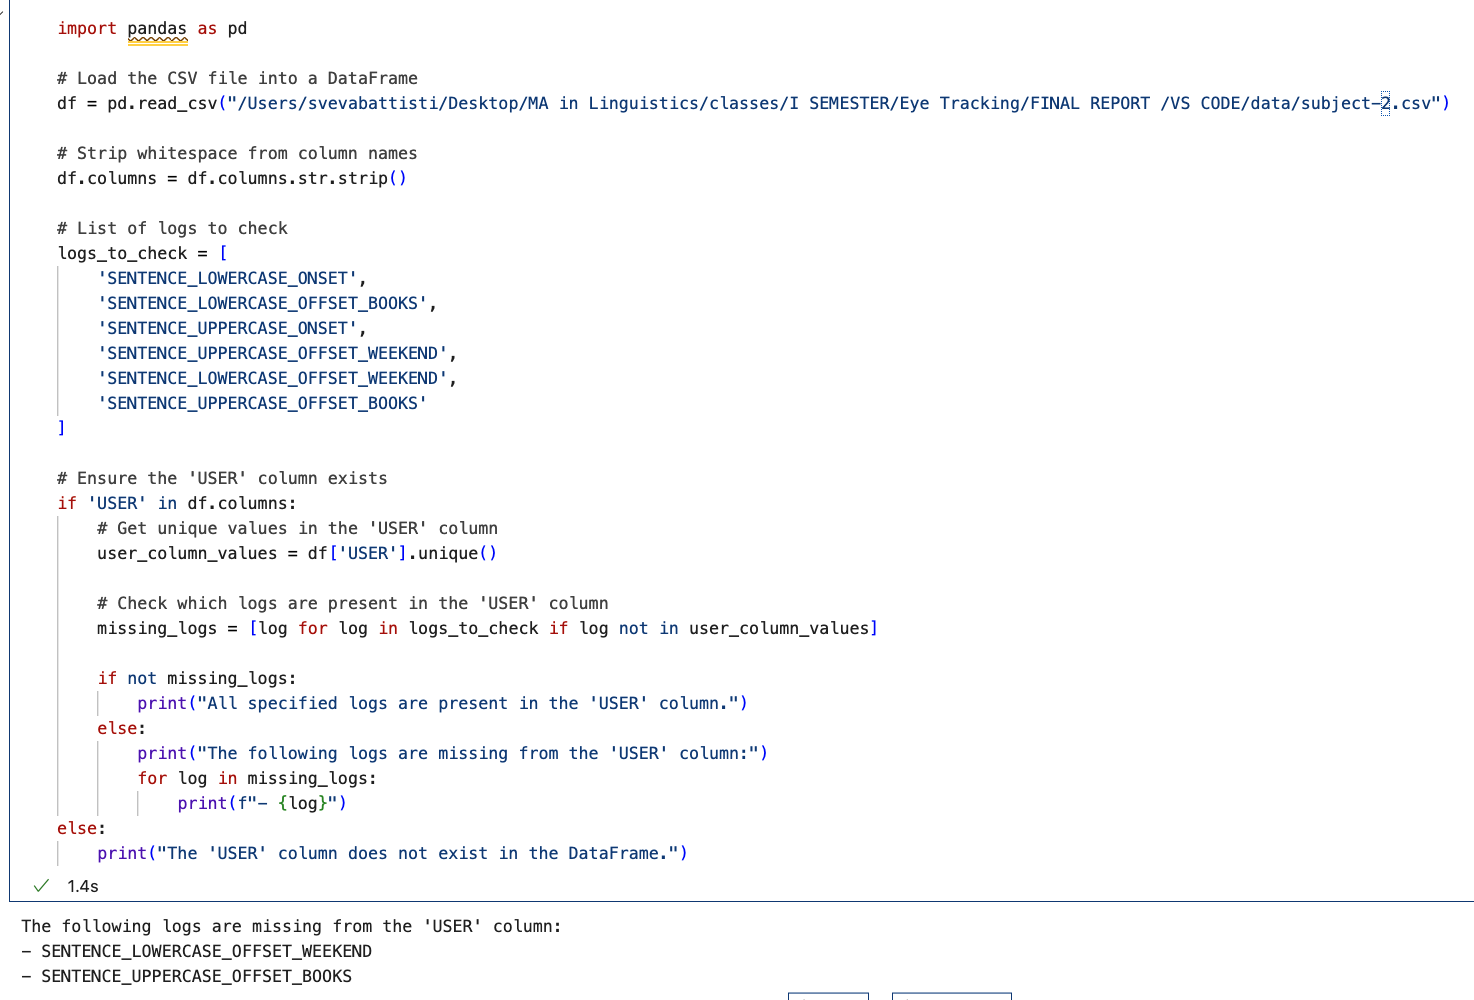 import pandas as pd
# Load the CSV file into a DataFrame
df = pd.read_csv("/Users/svevabattisti/Desktop/MA in Linguistics/classes/I SEMESTER/Eye Tracking/FINAL REPORT /VS CODE/data/subject-2.csv")
# Strip whitespace from column names
df.columns = df.columns.str.strip()
# List of logs to check
logs_to_check = [
    'SENTENCE_LOWERCASE_ONSET',
    'SENTENCE_LOWERCASE_OFFSET_BOOKS',
    'SENTENCE_UPPERCASE_ONSET',
    'SENTENCE_UPPERCASE_OFFSET_WEEKEND',
    'SENTENCE_LOWERCASE_OFFSET_WEEKEND',
    'SENTENCE_UPPERCASE_OFFSET_BOOKS'
]
# Ensure the 'USER' column exists
if 'USER' in df.columns:
    # Get unique values in the 'USER' column
    user_column_values = df['USER'].unique()
    # Check which logs are present in the 'USER' column
    missing_logs = [log for log in logs_to_check if log not in user_column_values]
    if not missing_logs:
        print("All specified logs are present in the 'USER' column.")
    else:
        print("The following logs are missing from the 'USER' column:")
        for log in missing_logs:
            print(f"- {log}")
else:
    print("The 'USER' column does not exist in the DataFrame.")
1.4s
The following logs are missing from the 'USER' column:
- SENTENCE_LOWERCASE_OFFSET_WEEKEND
- SENTENCE_UPPERCASE_OFFSET_BOOKS